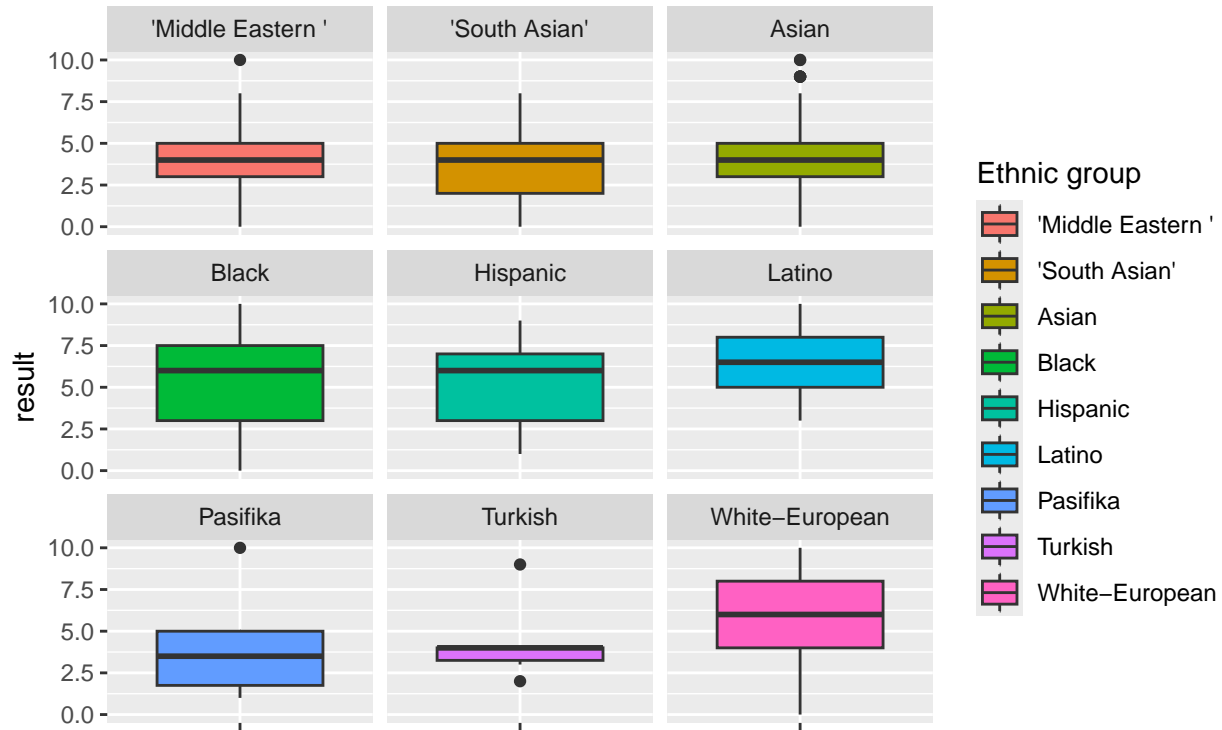 'Middle Eastern '
'South Asian'
Asian
10.0
7.5
5.0
2.5
0.0
Black
Hispanic
Latino
10.0
7.5
5.0
2.5
0.0
result
Pasifika
Turkish
White−European
10.0
7.5
5.0
2.5
0.0
Ethnic group
'Middle Eastern '
'South Asian'
Asian
Black
Hispanic
Latino
Pasifika
Turkish
White−European